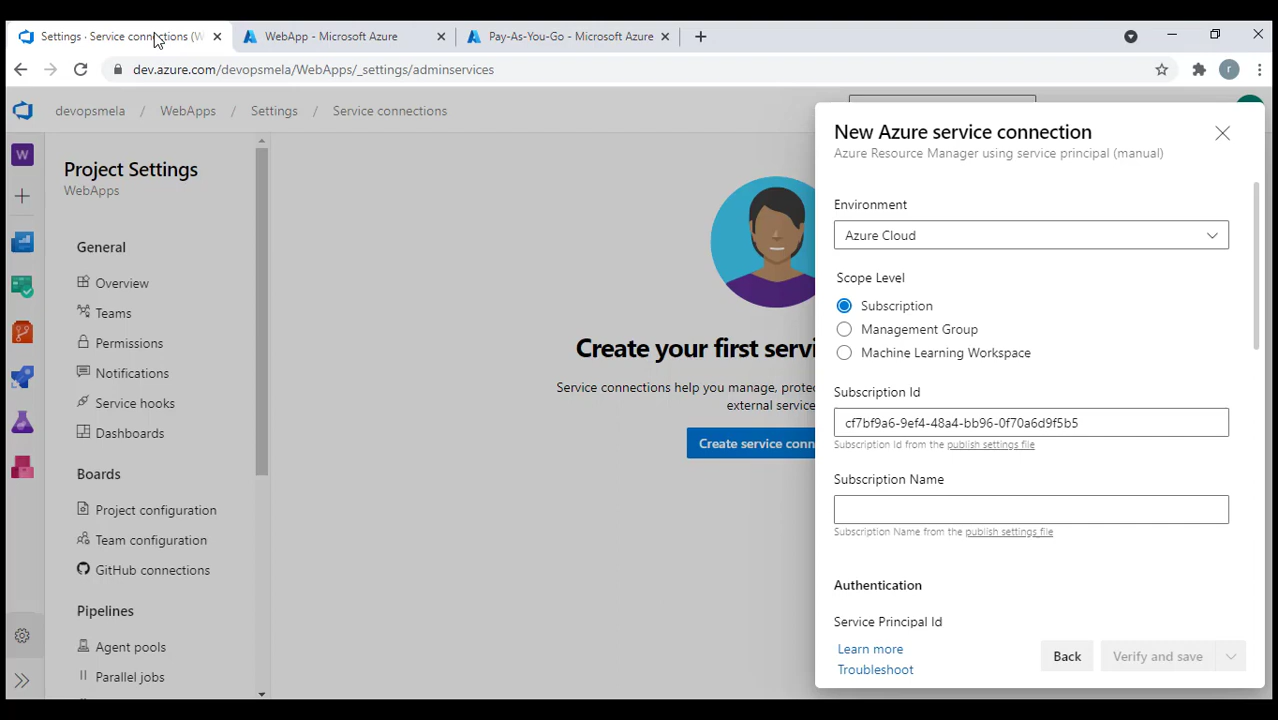 Settings · Service connections (W
WebApp - Microsoft Azure
Pay-As-You-Go - Microsoft Azure
dev.azure.com/devopsmela/WebApps/_settings/adminservices
r
devopsmela / WebApps / Settings / Service connections
W
Project Settings
WebApps
General
Overview
Teams
Permissions
Notifications
Service hooks
Dashboards
Boards
Project configuration
Team configuration
GitHub connections
Pipelines
Agent pools
Parallel jobs
Create your first servi
Service connections help you manage, prote
external service
Create service conn
New Azure service connection
Azure Resource Manager using service principal (manual)
Environment
Azure Cloud
Scope Level
Subscription
Management Group
Machine Learning Workspace
Subscription Id
cf7bf9a6-9ef4-48a4-bb96-0f70a6d9f5b5
Subscription Id from the publish settings file
Subscription Name
Subscription Name from the publish settings file
Authentication
Service Principal Id
Learn more
Troubleshoot
Back
Verify and save